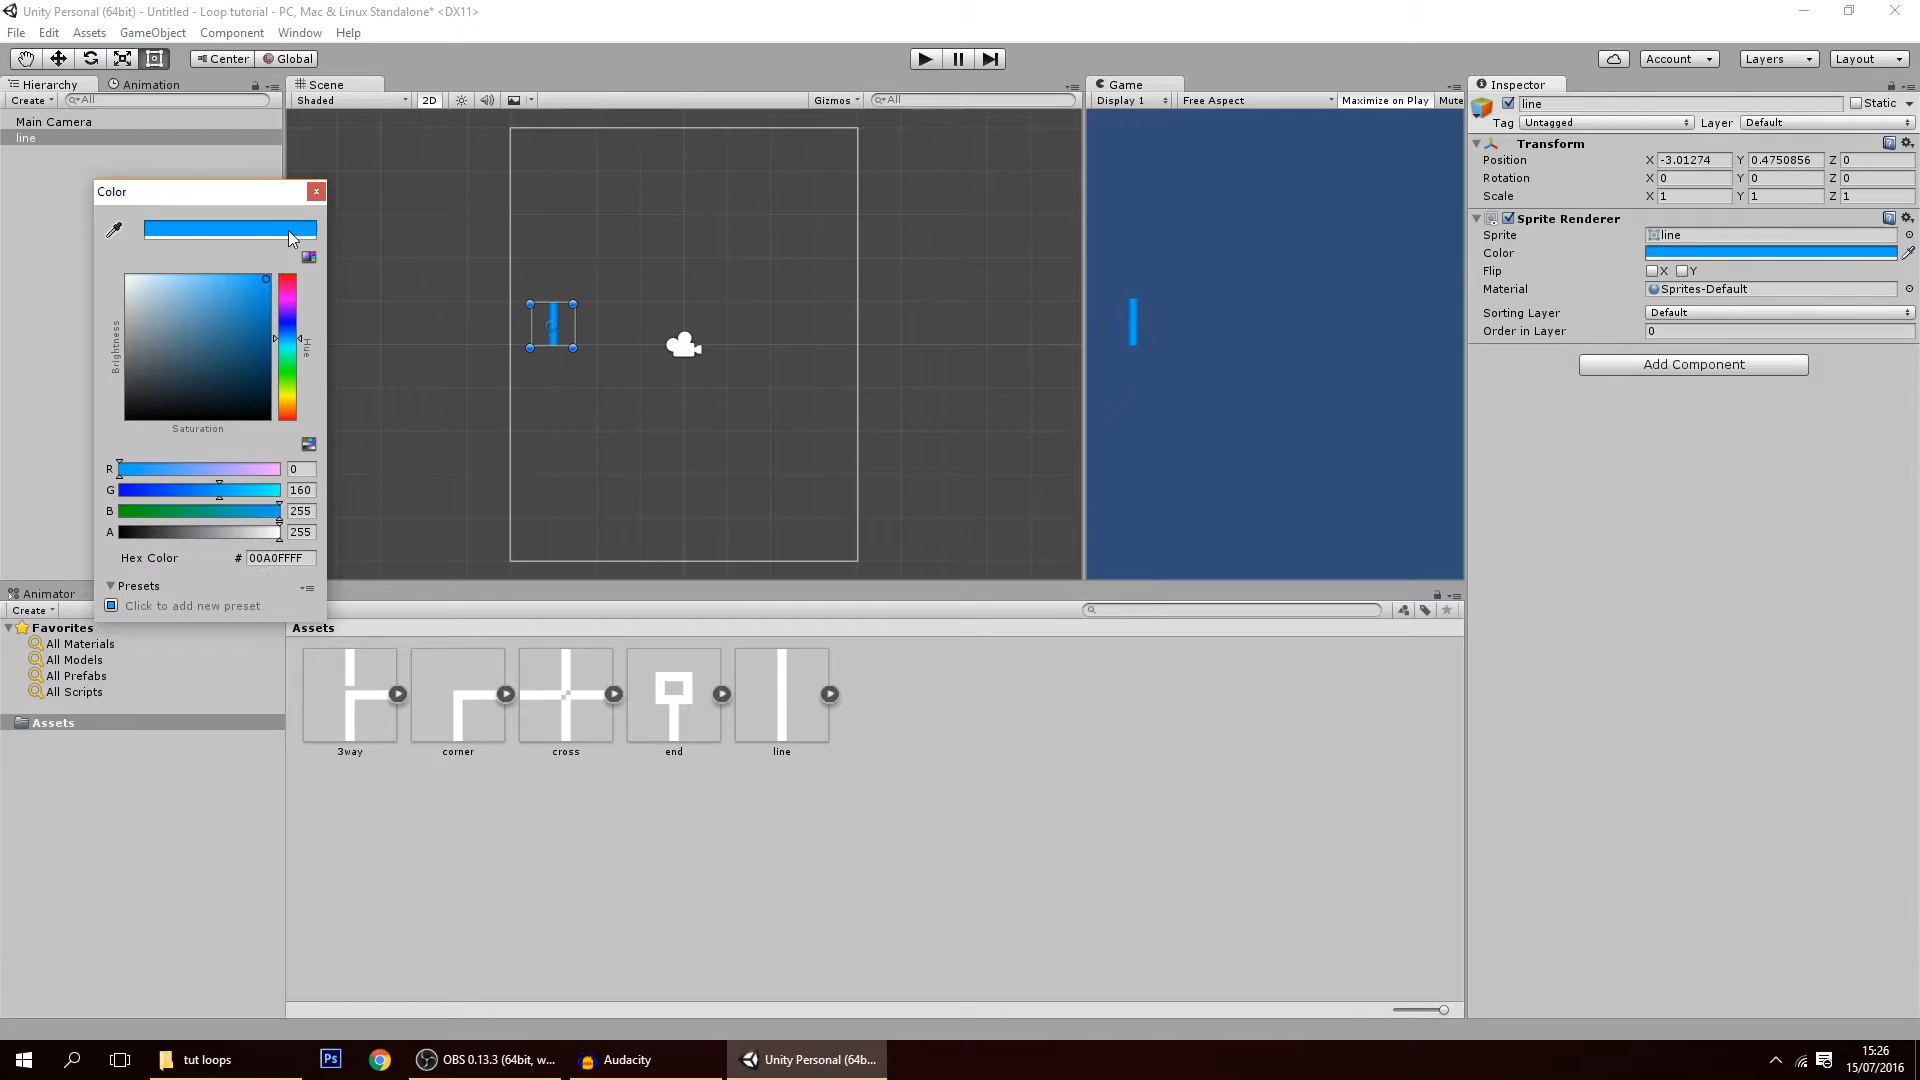 Unity Personal (64bit) - Untitled - Loop tutorial - PC, Mac & Linux Standalone* <DX11>
File Edit Assets GameObject Component Window Help
Center Global Account Layers Layout
Hierarchy Animation Scene Game Inspector
Create All Shaded 2D Gizmos All Display 1 Free Aspect Maximize on Play Mute line Static
Main Camera Tag Untagged Layer Default
line
Transform
Position X -3.01274 Y 0.4750856 Z 0
Rotation X 0 Y 0 Z 0
Scale X 1 Y 1 Z 1
Sprite Renderer
Sprite line
Color
Flip X Y
Material Sprites-Default
Sorting Layer Default
Order in Layer 0
Add Component
Color
Brightness
Hue
Saturation
R 0
G 160
B 255
A 255
Hex Color # 00A0FFFF
Presets
Click to add new preset
Animator
Create
Favorites
All Materials
All Models
All Prefabs
All Scripts
Assets
Assets
3way corner cross end line
tut loops Ps OBS 0.13.3 (64bit, w... Audacity Unity Personal (64b...
15:26
15/07/2016